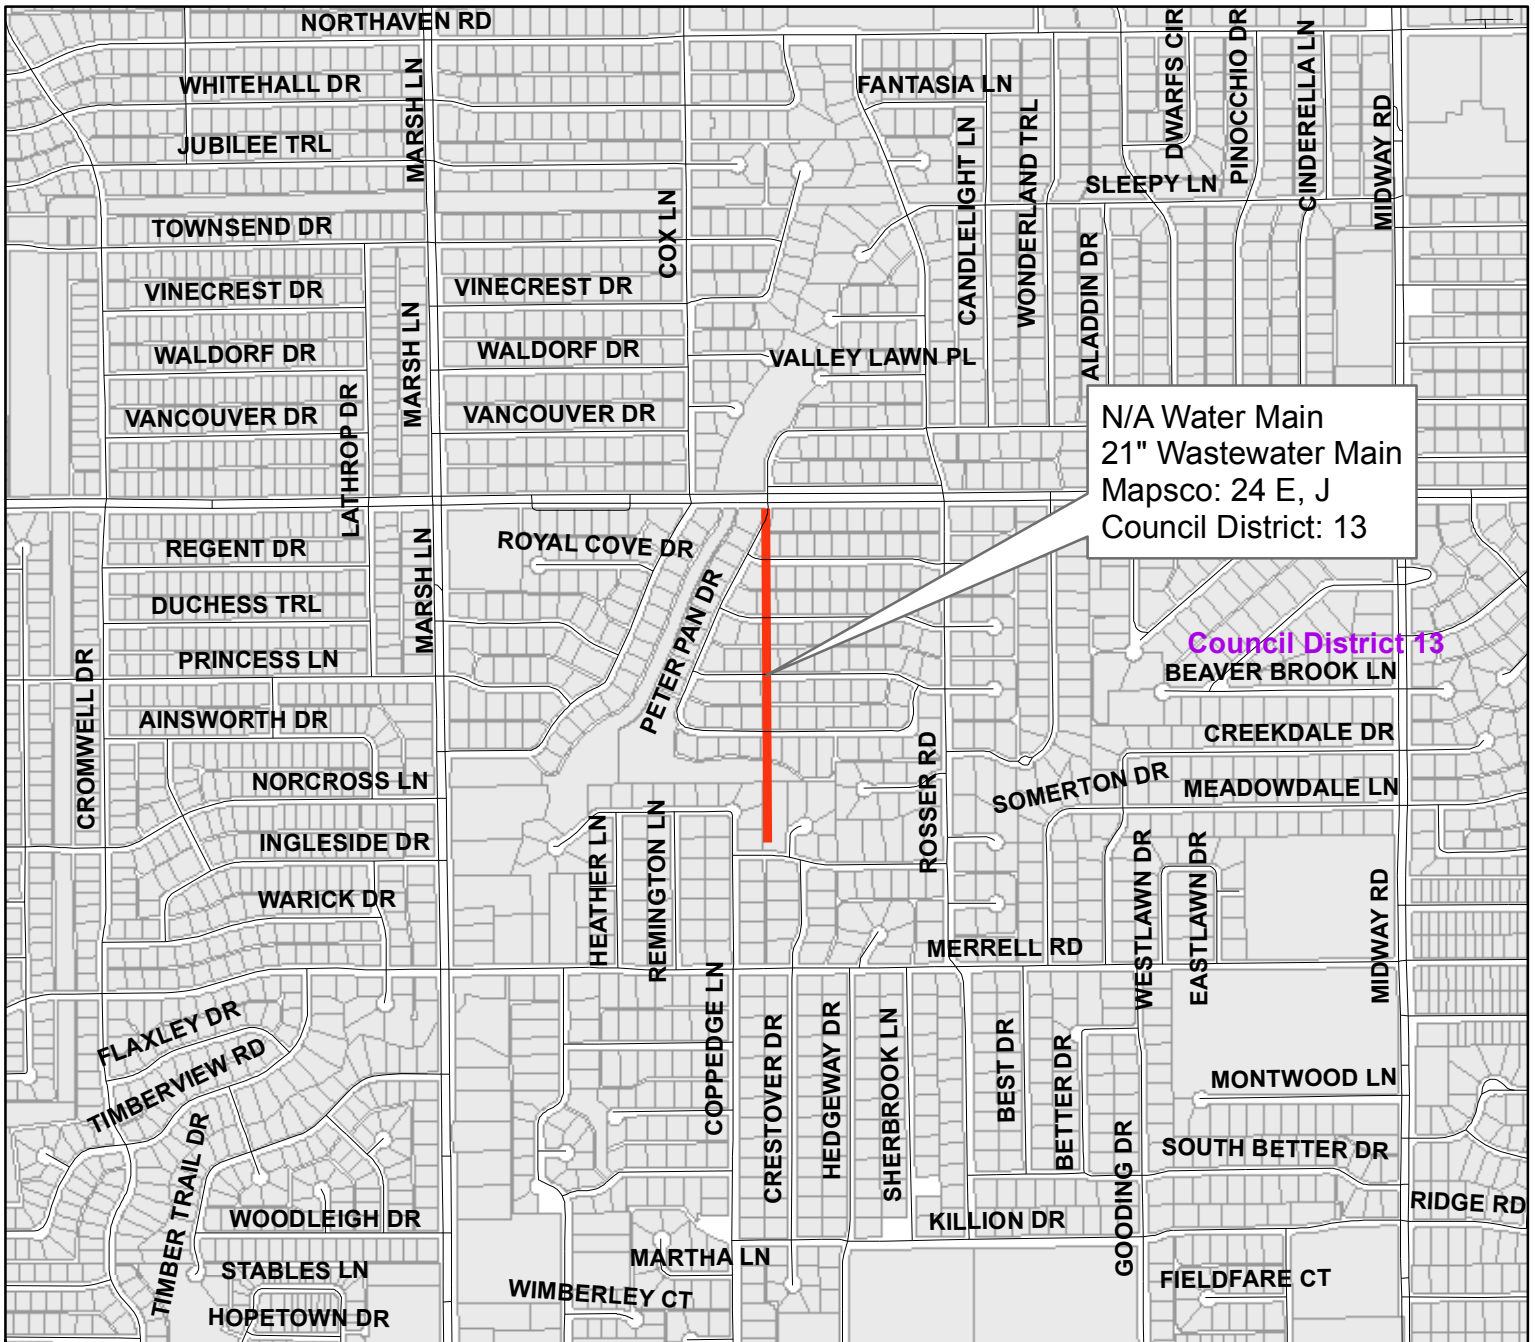 NORTHAVEN RD
WHITEHALL DR
MARSH LN
JUBILEE TRL
TOWNSEND DR
COX LN
FANTASIA LN
CANDLELIGHT LN
WONDERLAND TRL
DWARFS CIR
PINOCCHIO DR
CINDERELLA LN
MIDWAY RD
SLEEPY LN
ALADDIN DR
VINECREST DR
VINECREST DR
MARSH LN
WALDORF DR
WALDORF DR
VALLEY LAWN PL
VANCOUVER DR
LATHROP DR
VANCOUVER DR
N/A Water Main
21" Wastewater Main
Mapsco: 24 E, J
Council District: 13
REGENT DR
MARSH LN
ROYAL COVE DR
PETER PAN DR
DUCHESS TRL
PRINCESS LN
Council District 13
BEAVER BROOK LN
CROMWELL DR
AINSWORTH DR
CREEKDALE DR
NORCROSS LN
ROSSER RD
SOMERTON DR
MEADOWDALE LN
INGLESIDE DR
HEATHER LN
REMINGTON LN
WESTLAWN DR
EASTLAWN DR
MIDWAY RD
WARICK DR
MERRELL RD
FLAXLEY DR
TIMBERVIEW RD
COPPEDGE LN
CRESTOVER DR
HEDGEWAY DR
SHERBROOK LN
BEST DR
BETTER DR
GOODING DR
MONTWOOD LN
TIMBER TRAIL DR
SOUTH BETTER DR
RIDGE RD
WOODLEIGH DR
KILLION DR
MARTHA LN
STABLES LN
WIMBERLEY CT
FIELDFARE CT
HOPETOWN DR